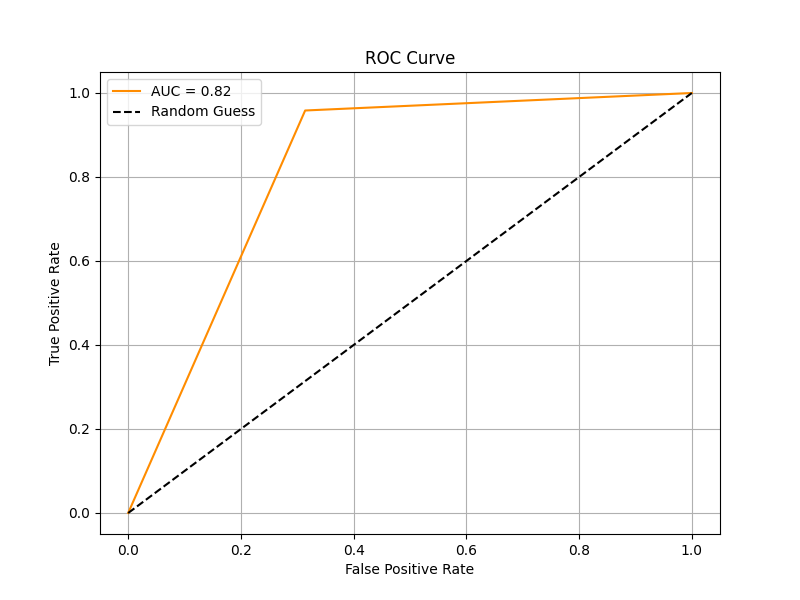 ROC Curve
AUC = 0.82
Random Guess
1.0
0.8
0.6
0.4
0.2
0.0
True Positive Rate
0.0 0.2 0.4 0.6 0.8 1.0
False Positive Rate